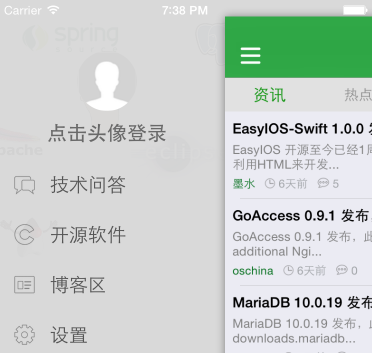 Carrier
7:38 PM
spring
点击头像登录
apache
技术问答
开源软件
博客区
设置
资讯
热点
EasyIOS-Swift 1.0.0
EasyIOS 开源至今已经1周
利用HTML来开发...
墨水 6天前 5
GoAccess 0.9.1 发布
GoAccess 0.9.1 发布，此
additional Ngi...
oschina 6天前 0
MariaDB 10.0.19 发布
MariaDB 10.0.19 发布，
downloads.mariadb...